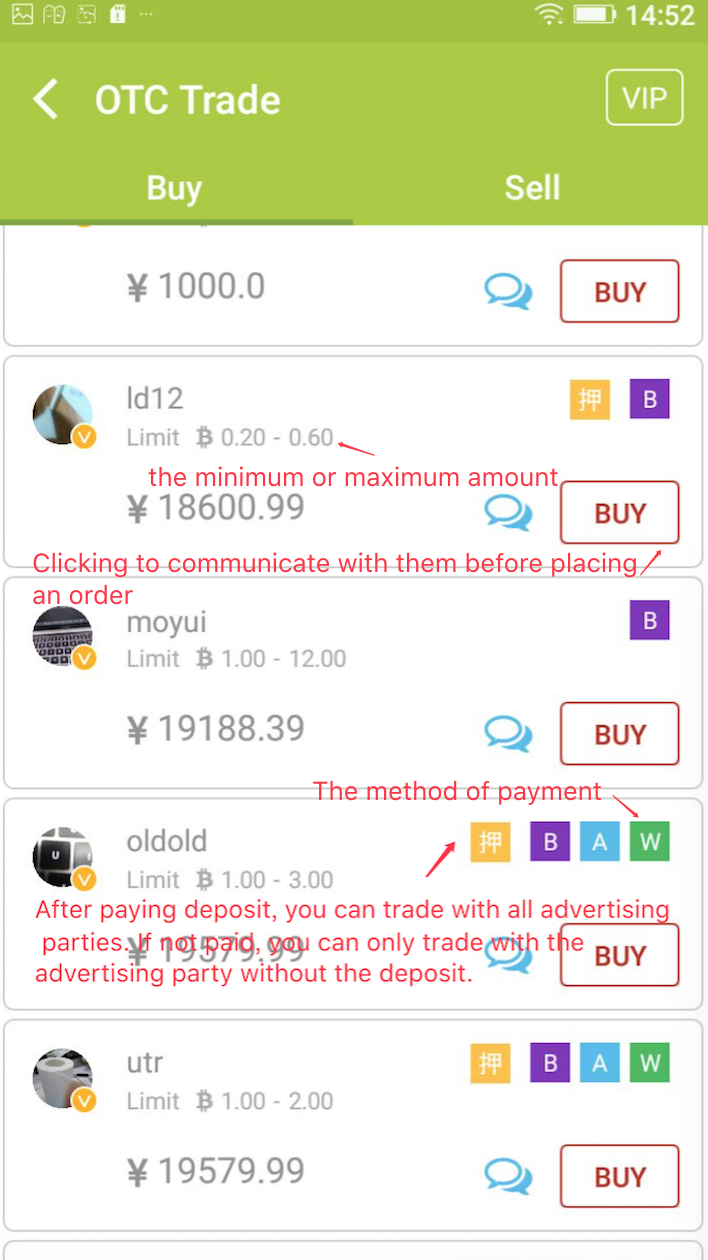 14:52
OTC Trade
VIP
Buy Sell
¥ 1000.0 BUY
ld12 押 B
Limit ₿ 0.20 - 0.60
the minimum or maximum amount
¥ 18600.99 BUY
Clicking to communicate with them before placing
an order
moyui B
Limit ₿ 1.00 - 12.00
¥ 19188.39 BUY
The method of payment
oldold 押 B A W
Limit ₿ 1.00 - 3.00
After paying deposit, you can trade with all advertising
parties. If not paid, you can only trade with the
¥ 19579.99 BUY
advertising party without the deposit.
utr 押 B A W
Limit ₿ 1.00 - 2.00
¥ 19579.99 BUY